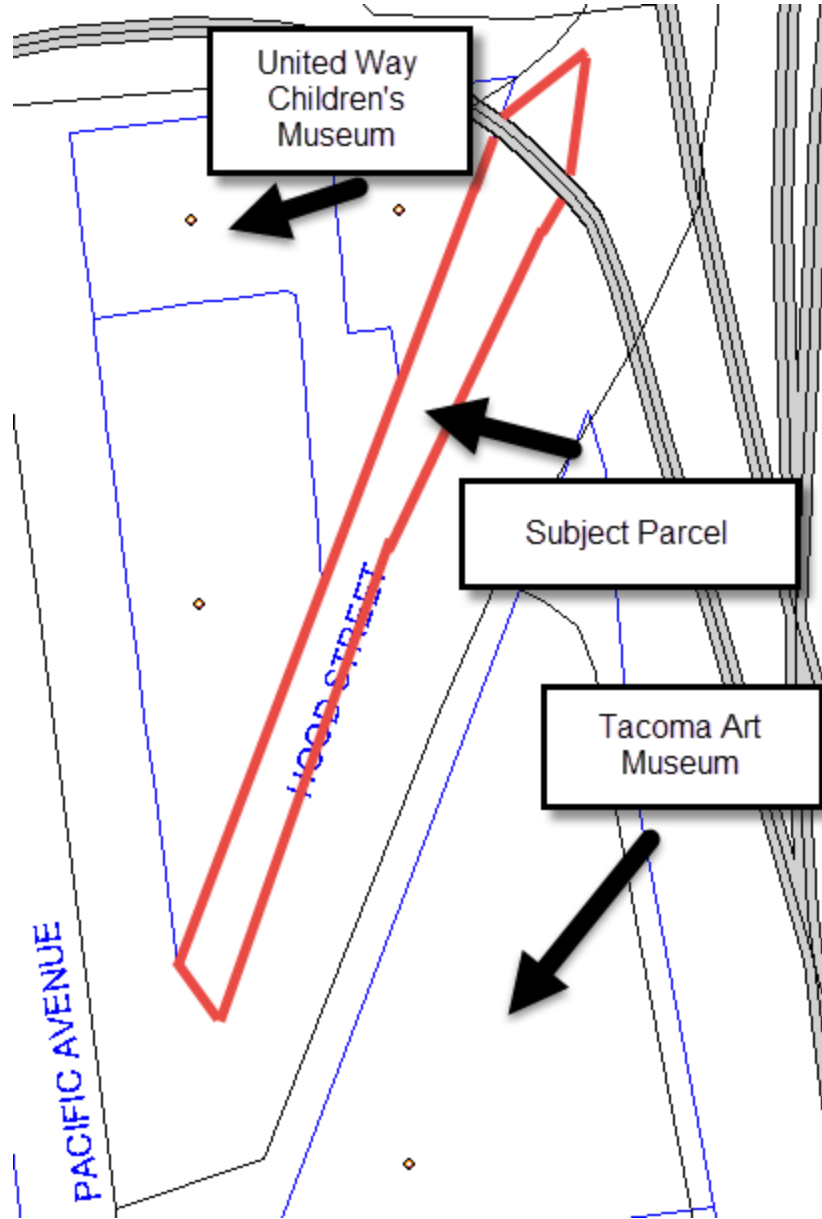 United Way
Children's
Museum
Subject Parcel
HOOD STREET
Tacoma Art
Museum
PACIFIC AVENUE